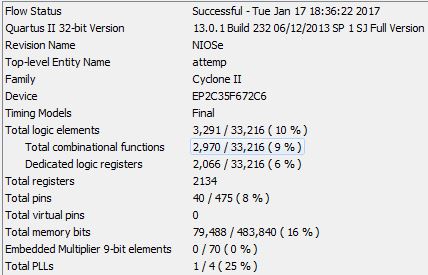 Flow Status Successful - Tue Jan 17 18:36:22 2017
Quartus II 32-bit Version 13.0.1 Build 232 06/12/2013 SP 1 SJ Full Version
Revision Name NIOSe
Top-level Entity Name attemp
Family Cyclone II
Device EP2C35F672C6
Timing Models Final
Total logic elements 3,291 / 33,216 ( 10 % )
Total combinational functions 2,970 / 33,216 ( 9 % )
Dedicated logic registers 2,066 / 33,216 ( 6 % )
Total registers 2134
Total pins 40 / 475 ( 8 % )
Total virtual pins 0
Total memory bits 79,488 / 483,840 ( 16 % )
Embedded Multiplier 9-bit elements 0 / 70 ( 0 % )
Total PLLs 1 / 4 ( 25 % )